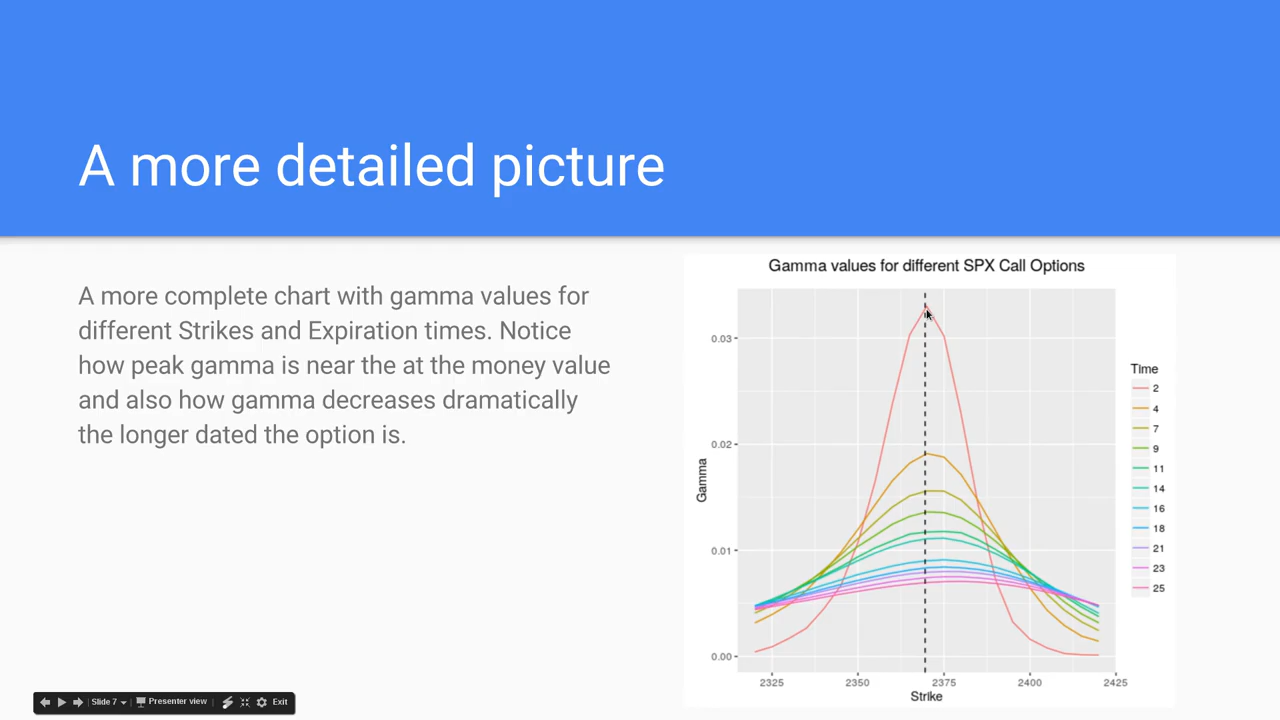 A more detailed picture
A more complete chart with gamma values for
different Strikes and Expiration times. Notice
how peak gamma is near the at the money value
and also how gamma decreases dramatically
the longer dated the option is.
Gamma values for different SPX Call Options
0.03
0.02
0.01
0.00
Gamma
2325
2350
2375
2400
2425
Strike
Time
2
4
7
9
11
14
16
18
21
23
25
Slide 7
Presenter view
Exit